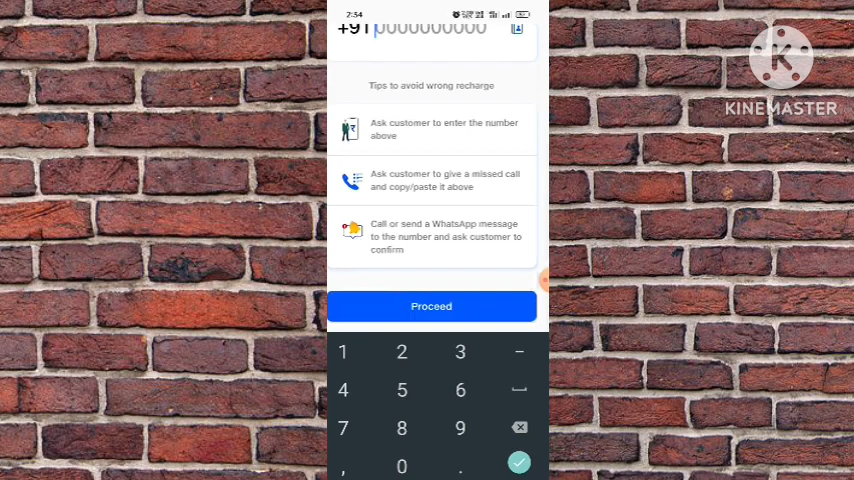 2:34
+91 0000000000
Tips to avoid wrong recharge
Ask customer to enter the number
above
Ask customer to give a missed call
and copy/paste it above
Call or send a WhatsApp message
to the number and ask customer to
confirm
Proceed
1 2 3 –
4 5 6
7 8 9
, 0 .
K
KINEMASTER